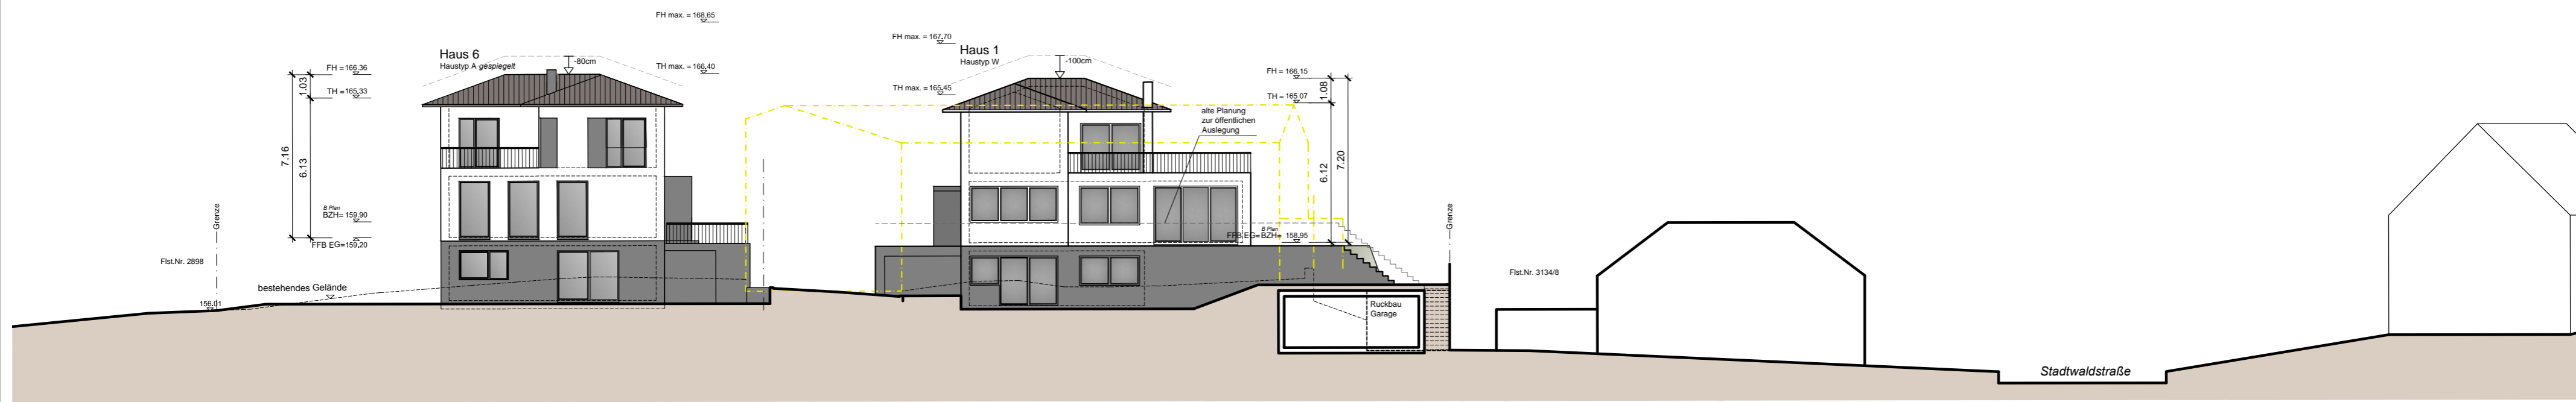 FH max. = 168.65
Haus 6
Haustyp A gespiegelt
-80cm
FH =166.36
TH max. =166.40
1.03
TH =165.33
7.16
6.13
B Plan
BZH= 159.90
FFB EG=159.20
Grenze
Flst.Nr. 2898
bestehendes Gelände
156.01
FH max. = 167.70
Haus 1
Haustyp W
-100cm
TH max. =165.45
FH = 166.15
1.08
TH = 165.07
alte Planung
zur öffentlichen
Auslegung
6.12
7.20
B Plan
FFB EG=BZH= 158.95
Grenze
Ruckbau
Garage
Flst.Nr. 3134/8
Stadtwaldstraße